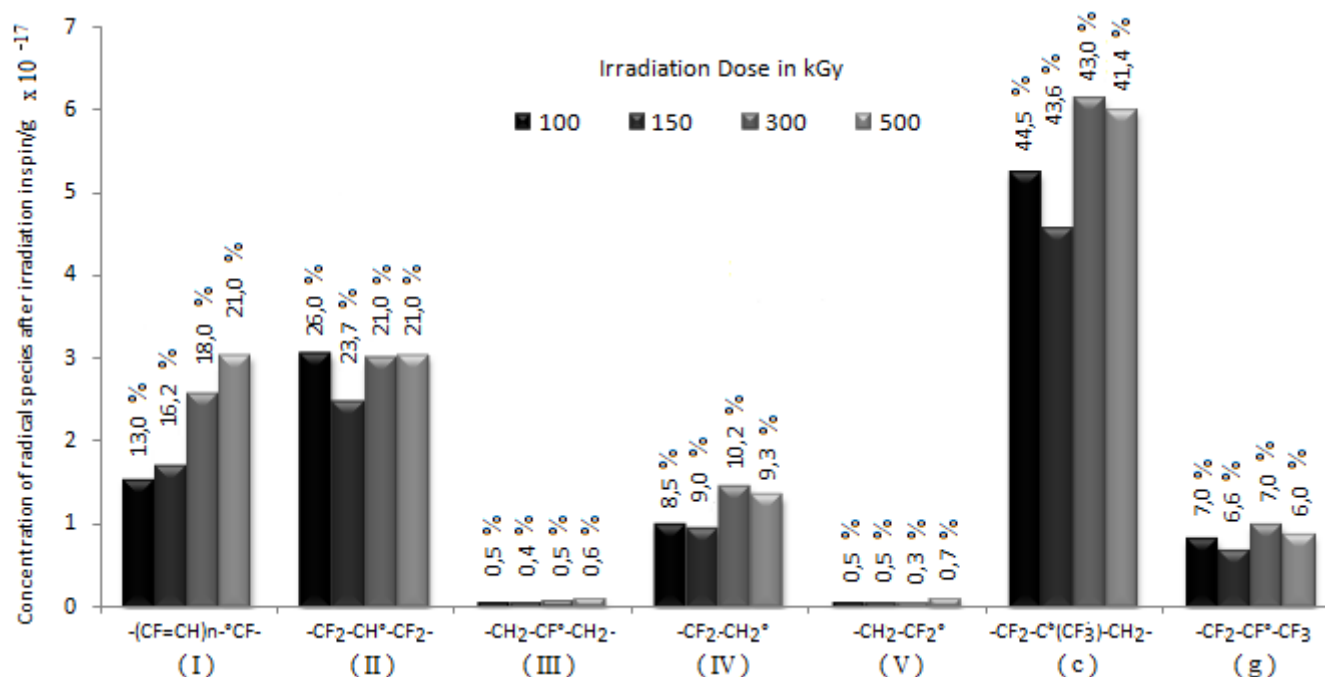 Concentration of radical species after irradiation inspin/g x 10 -17
7
6
5
4
3
2
1
0
Irradiation Dose in kGy
100 150 300 500
13,0 % 16,2 % 18,0 % 21,0 %
26,0 % 23,7 % 21,0 % 21,0 %
0,5 % 0,4 % 0,5 % 0,6 %
8,5 % 9,0 % 10,2 % 9,3 %
0,5 % 0,5 % 0,3 % 0,7 %
44,5 % 43,6 % 43,0 % 41,4 %
7,0 % 6,6 % 7,0 % 6,0 %
-(CF=CH)n-°CF- -CF₂-CH°-CF₂- -CH₂-CF°-CH₂- -CF₂-CH₂° -CH₂-CF₂° -CF₂-C°(CF₃)-CH₂- -CF₂-CF°-CF₃
( I ) ( II ) ( III ) ( IV ) ( V ) ( c ) ( g )